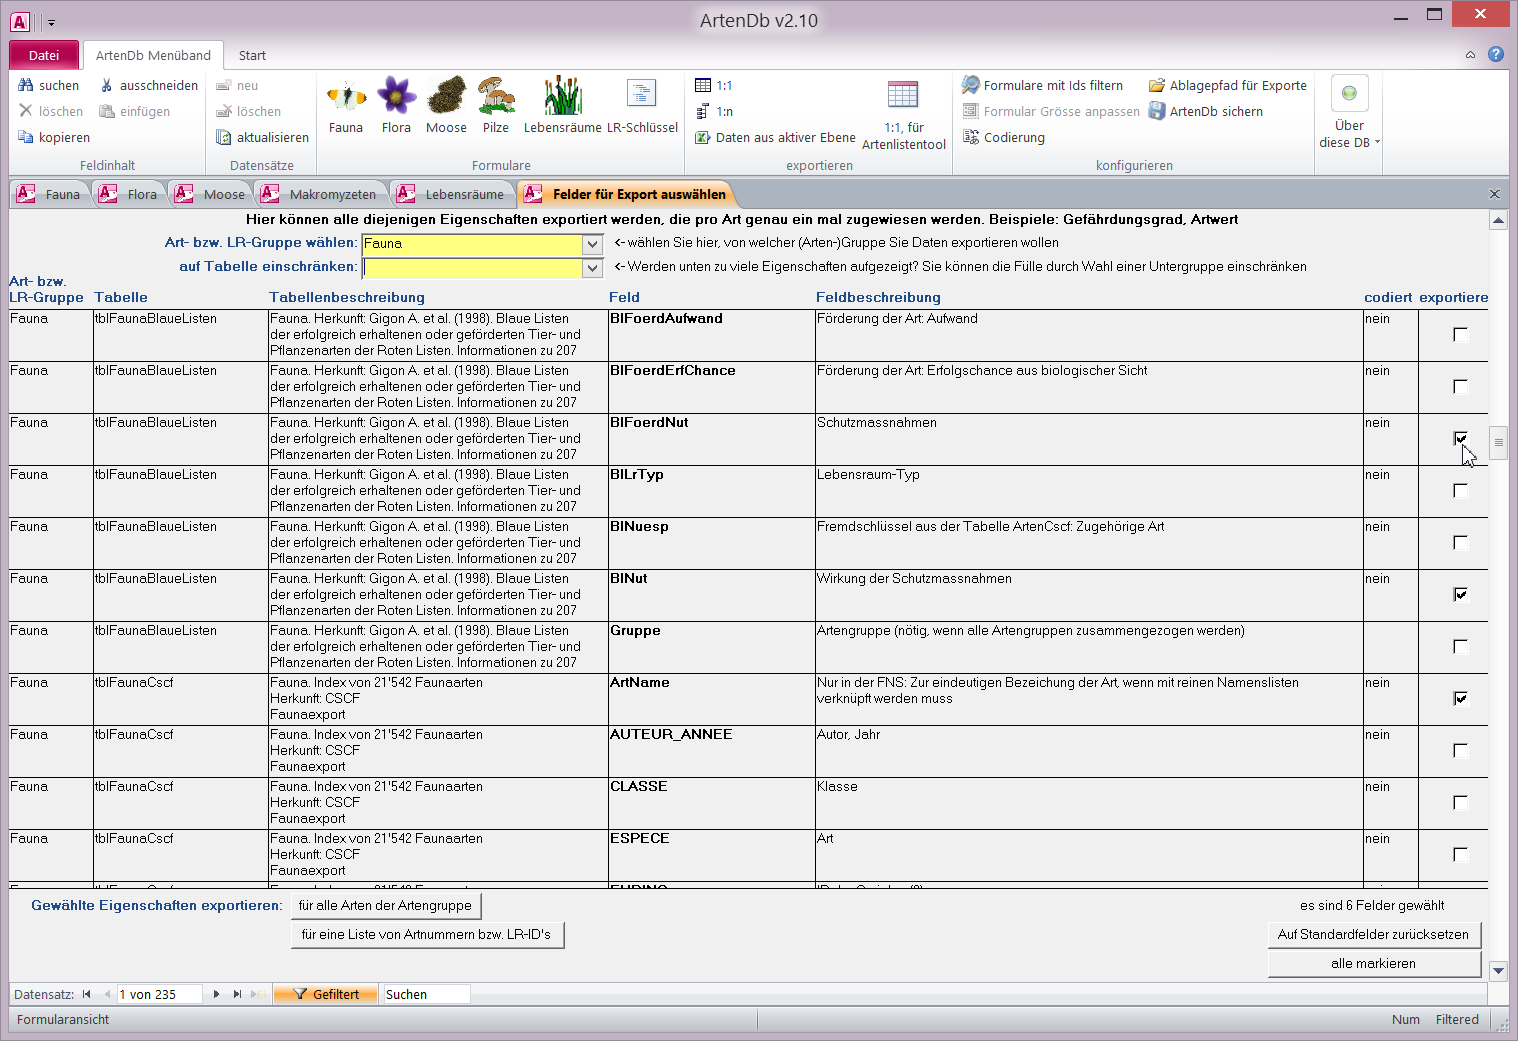 ArtenDb v2.10
Datei ArtenDb Menüband Start
suchen ausschneiden neu 1:1 Formulare mit Ids filtern Ablagepfad für Exporte
löschen einfügen löschen 1:n Formular Grösse anpassen ArtenDb sichern
kopieren aktualisieren Fauna Flora Moose Pilze Lebensräume LR-Schlüssel Daten aus aktiver Ebene 1:1, für Artenlistentool Codierung Über diese DB
Feldinhalt Datensätze Formulare exportieren konfigurieren
Fauna Flora Moose Makromyzeten Lebensräume Felder für Export auswählen
Hier können alle diejenigen Eigenschaften exportiert werden, die pro Art genau ein mal zugewiesen werden. Beispiele: Gefährdungsgrad, Artwert
Art- bzw. LR-Gruppe wählen: Fauna <- wählen Sie hier, von welcher (Arten-)Gruppe Sie Daten exportieren wollen
auf Tabelle einschränken: <- Werden unten zu viele Eigenschaften aufgezeigt? Sie können die Fülle durch Wahl einer Untergruppe einschränken
Art- bzw.
LR-Gruppe Tabelle Tabellenbeschreibung Feld Feldbeschreibung codiert exportiere
Fauna tblFaunaBlaueListen Fauna. Herkunft: Gigon A. et al. (1998). Blaue Listen BlFoerdAufwand Förderung der Art: Aufwand nein
der erfolgreich erhaltenen oder geförderten Tier- und
Pflanzenarten der Roten Listen. Informationen zu 207
Fauna tblFaunaBlaueListen Fauna. Herkunft: Gigon A. et al. (1998). Blaue Listen BlFoerdErfChance Förderung der Art: Erfolgschance aus biologischer Sicht nein
der erfolgreich erhaltenen oder geförderten Tier- und
Pflanzenarten der Roten Listen. Informationen zu 207
Fauna tblFaunaBlaueListen Fauna. Herkunft: Gigon A. et al. (1998). Blaue Listen BlFoerdNut Schutzmassnahmen nein
der erfolgreich erhaltenen oder geförderten Tier- und
Pflanzenarten der Roten Listen. Informationen zu 207
Fauna tblFaunaBlaueListen Fauna. Herkunft: Gigon A. et al. (1998). Blaue Listen BlLrTyp Lebensraum-Typ nein
der erfolgreich erhaltenen oder geförderten Tier- und
Pflanzenarten der Roten Listen. Informationen zu 207
Fauna tblFaunaBlaueListen Fauna. Herkunft: Gigon A. et al. (1998). Blaue Listen BlNuesp Fremdschlüssel aus der Tabelle ArtenCscf: Zugehörige Art nein
der erfolgreich erhaltenen oder geförderten Tier- und
Pflanzenarten der Roten Listen. Informationen zu 207
Fauna tblFaunaBlaueListen Fauna. Herkunft: Gigon A. et al. (1998). Blaue Listen BlNut Wirkung der Schutzmassnahmen nein
der erfolgreich erhaltenen oder geförderten Tier- und
Pflanzenarten der Roten Listen. Informationen zu 207
Fauna tblFaunaBlaueListen Fauna. Herkunft: Gigon A. et al. (1998). Blaue Listen Gruppe Artengruppe (nötig, wenn alle Artengruppen zusammengezogen werden)
der erfolgreich erhaltenen oder geförderten Tier- und
Pflanzenarten der Roten Listen. Informationen zu 207
Fauna tblFaunaCscf Fauna. Index von 21'542 Faunaarten ArtName Nur in der FNS: Zur eindeutigen Bezeichung der Art, wenn mit reinen Namenslisten nein
Herkunft: CSCF verknüpft werden muss
Faunaexport
Fauna tblFaunaCscf Fauna. Index von 21'542 Faunaarten AUTEUR_ANNEE Autor, Jahr nein
Herkunft: CSCF
Faunaexport
Fauna tblFaunaCscf Fauna. Index von 21'542 Faunaarten CLASSE Klasse nein
Herkunft: CSCF
Faunaexport
Fauna tblFaunaCscf Fauna. Index von 21'542 Faunaarten ESPECE Art nein
Herkunft: CSCF
Faunaexport
Gewählte Eigenschaften exportieren: für alle Arten der Artengruppe es sind 6 Felder gewählt
für eine Liste von Artnummern bzw. LR-ID's Auf Standardfelder zurücksetzen
alle markieren
Datensatz: 1 von 235 Gefiltert Suchen
Formularansicht Num Filtered